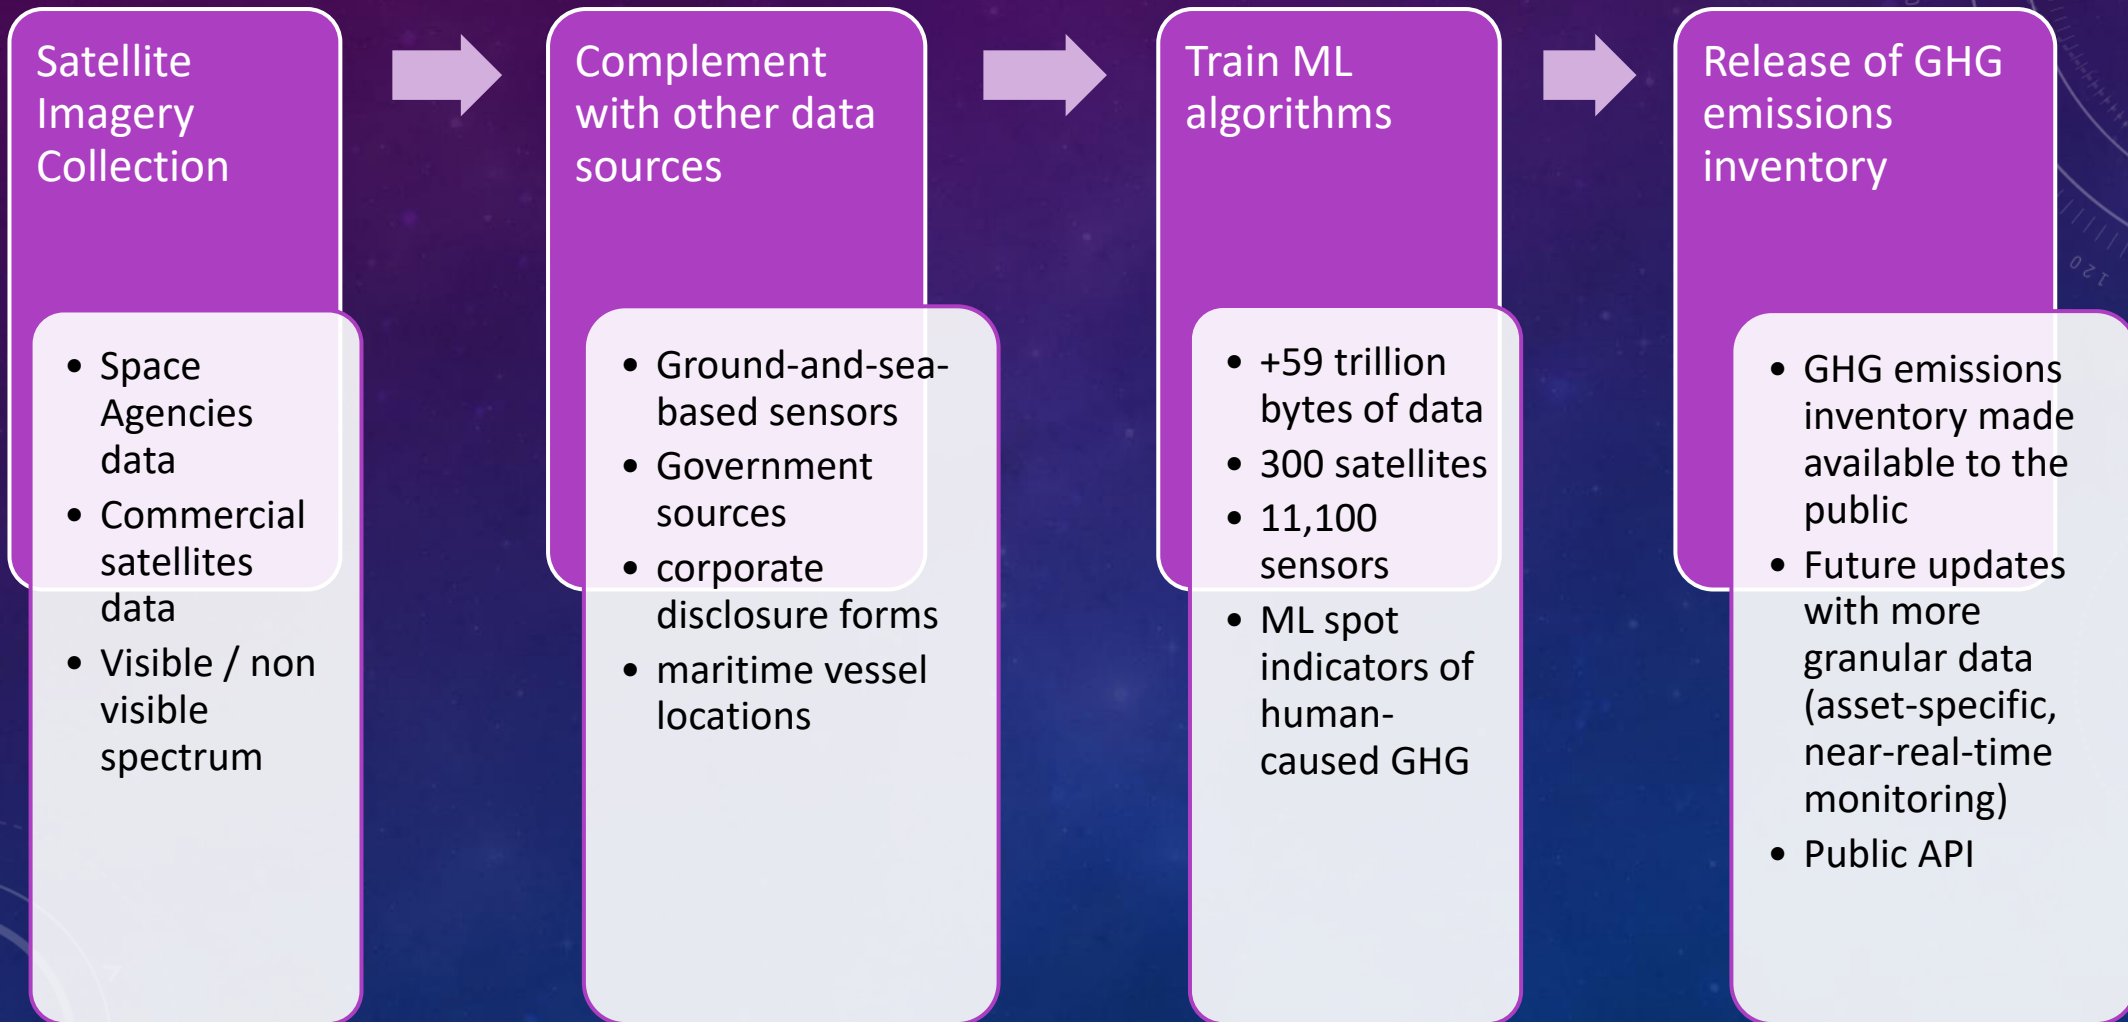 Satellite
Imagery
Collection
• Space
Agencies
data
• Commercial
satellites
data
• Visible / non
visible
spectrum
Complement
with other data
sources
• Ground-and-sea-
based sensors
• Government
sources
• corporate
disclosure forms
• maritime vessel
locations
Train ML
algorithms
• +59 trillion
bytes of data
• 300 satellites
• 11,100
sensors
• ML spot
indicators of
human-
caused GHG
Release of GHG
emissions
inventory
• GHG emissions
inventory made
available to the
public
• Future updates
with more
granular data
(asset-specific,
near-real-time
monitoring)
• Public API
120